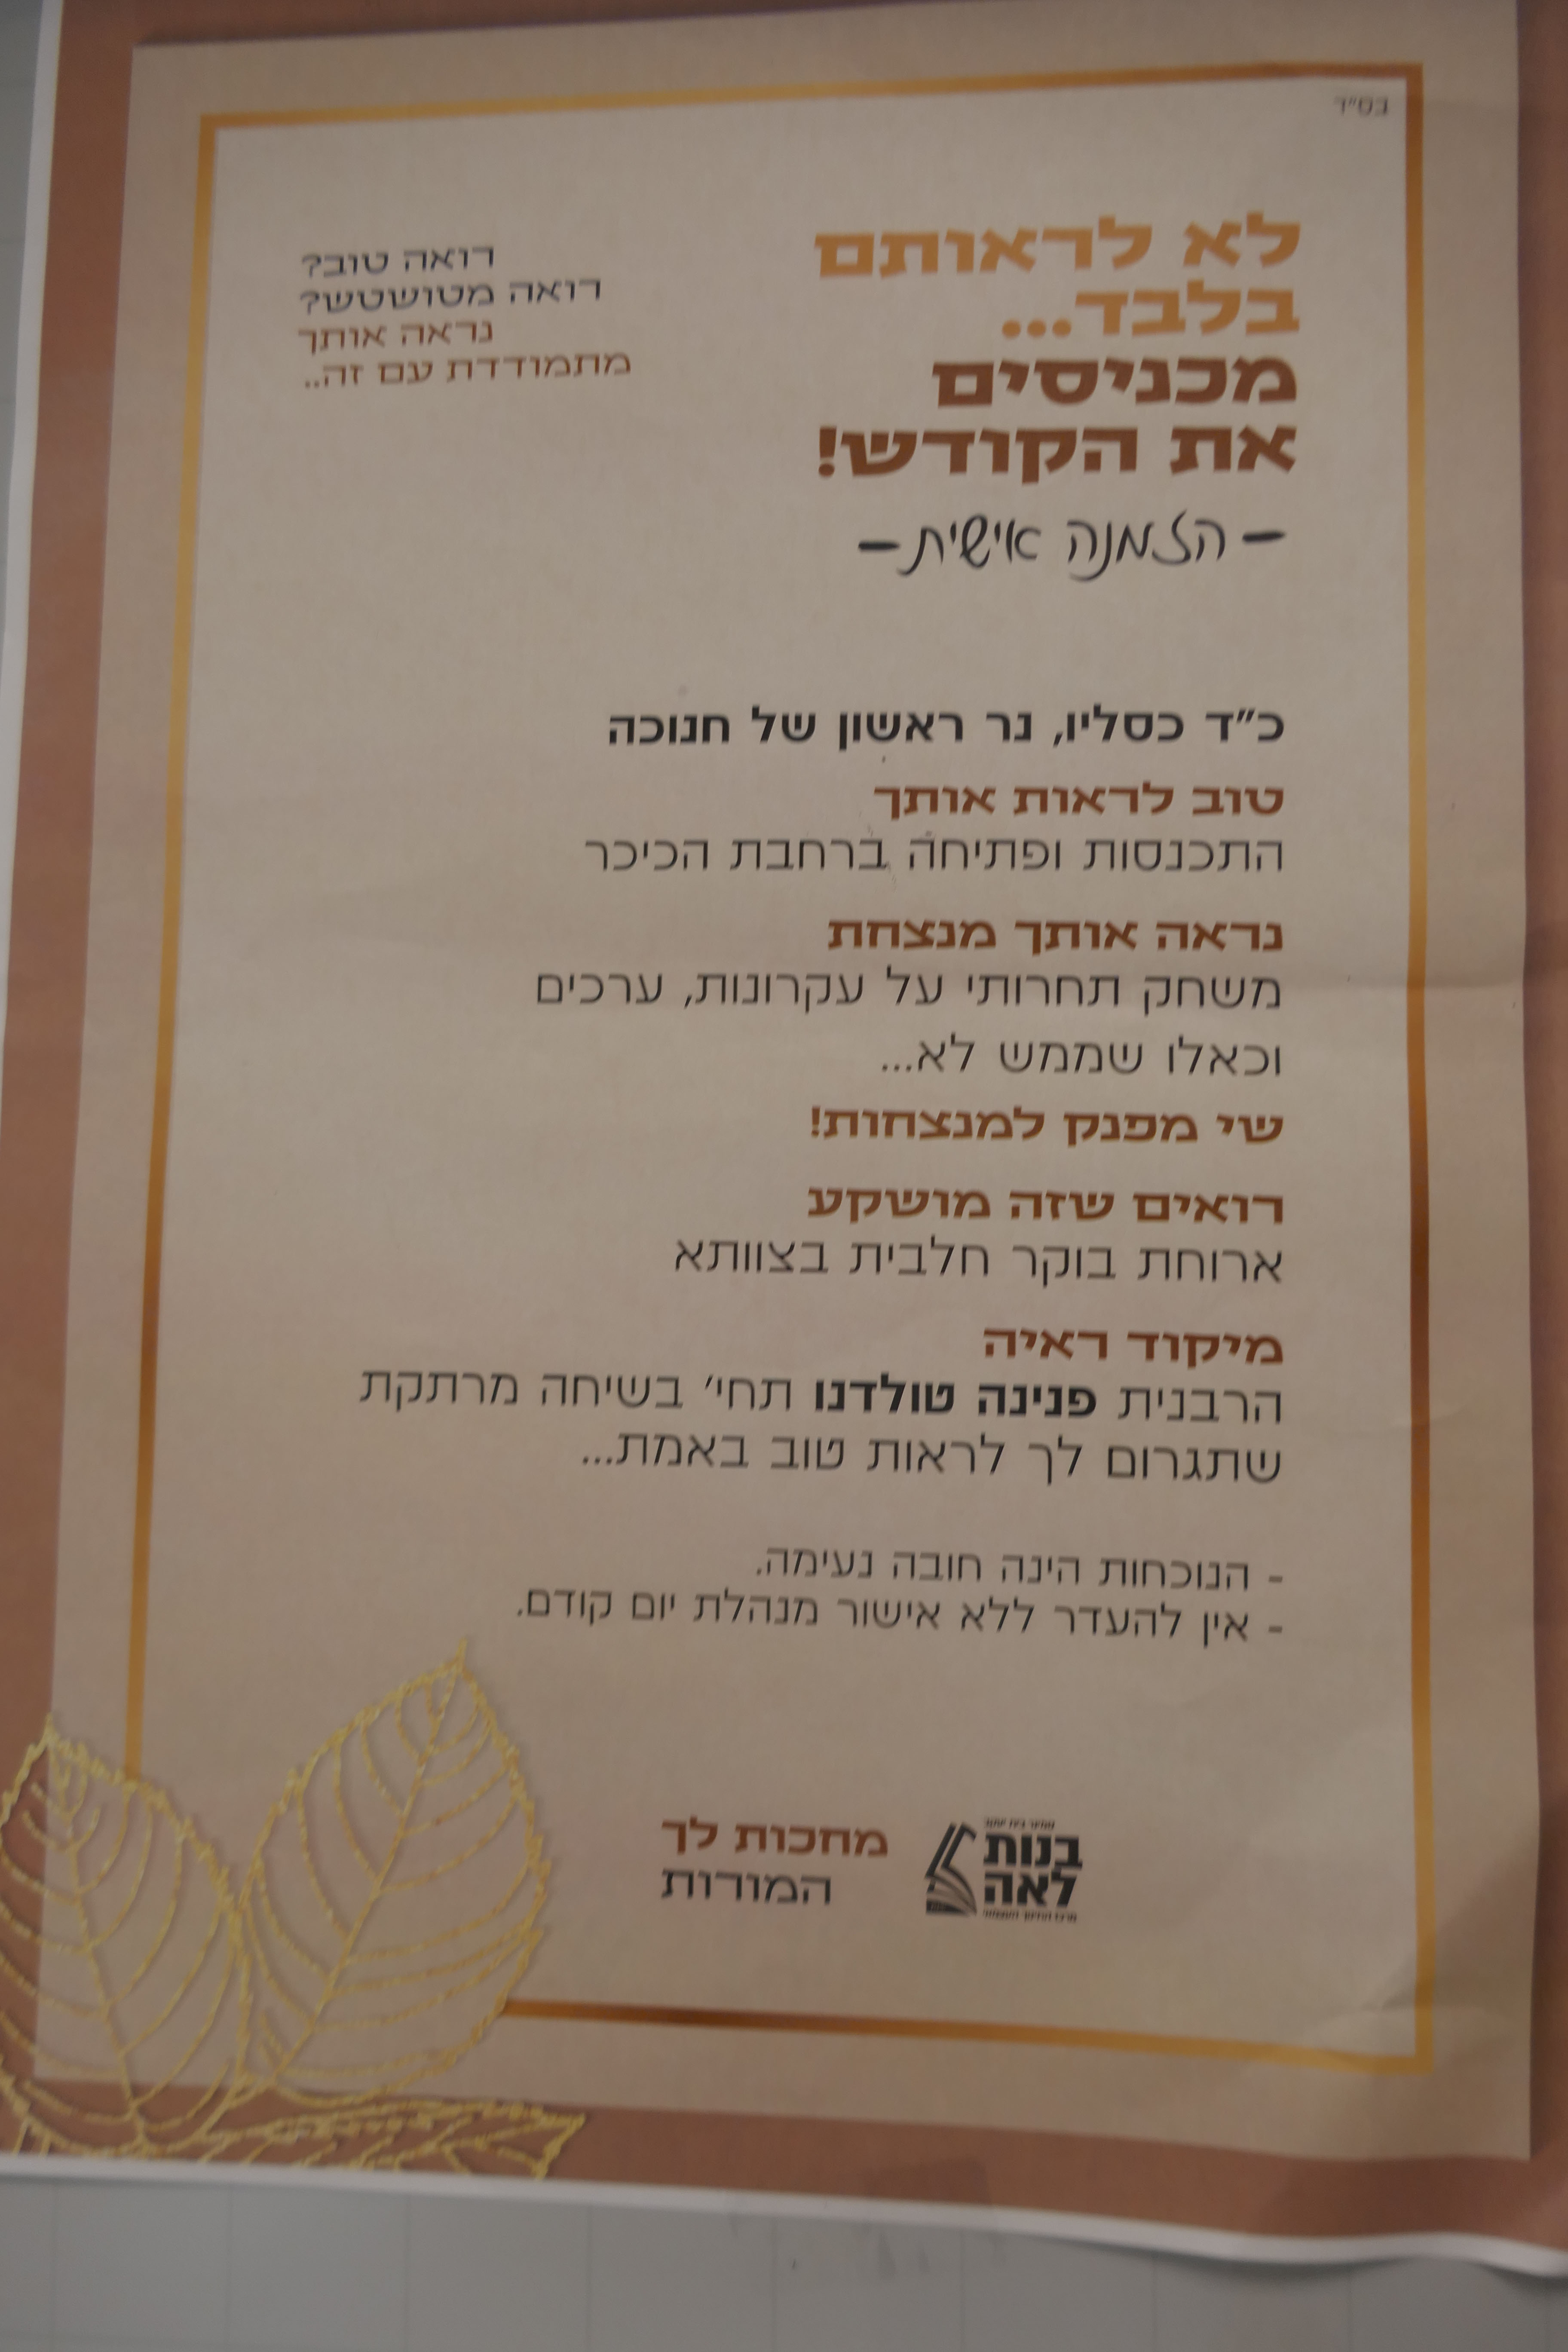 בס"ד
לא לראותם
בלבד...
מכניסים
את הקודש!
– הזמנה אישית –
רואה טוב?
רואה מטושטש?
נראה אותך
מתמודדת עם זה..
כ"ד כסליו, נר ראשון של חנוכה
טוב לראות אותך
התכנסות ופתיחה ברחבת הכיכר
נראה אותך מנצחת
משחק תחרותי על עקרונות, ערכים
וכאלו שממש לא...
שי מפנק למנצחות!
רואים שזה מושקע
ארוחת בוקר חלבית בצוותא
מיקוד ראיה
הרבנית פנינה טולדנו תחי' בשיחה מרתקת
שתגרום לך לראות טוב באמת...
- הנוכחות הינה חובה נעימה.
- אין להעדר ללא אישור מנהלת יום קודם.
בנות
לאה
מחכות לך
המורות